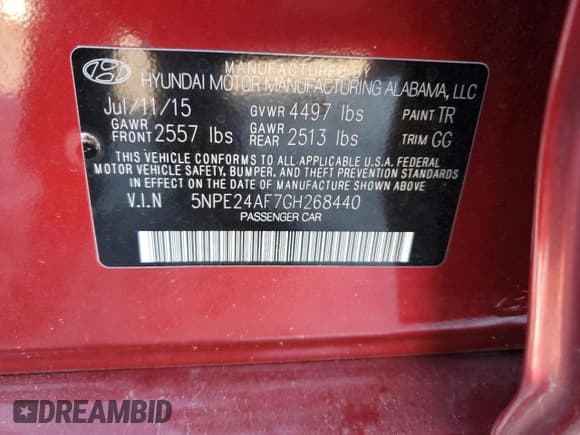 MANUFACTURED BY
HYUNDAI MOTOR MANUFACTURING ALABAMA, LLC
Jul/11/15 GVWR 4497 lbs PAINT TR
GAWR FRONT 2557 lbs GAWR REAR 2513 lbs TRIM GG
THIS VEHICLE CONFORMS TO ALL APPLICABLE U.S.A. FEDERAL
MOTOR VEHICLE SAFETY, BUMPER, AND THEFT PREVENTION STANDARDS
IN EFFECT ON THE DATE OF MANUFACTURE SHOWN ABOVE.
V.I.N 5NPE24AF7GH268440
PASSENGER CAR
DREAMBID